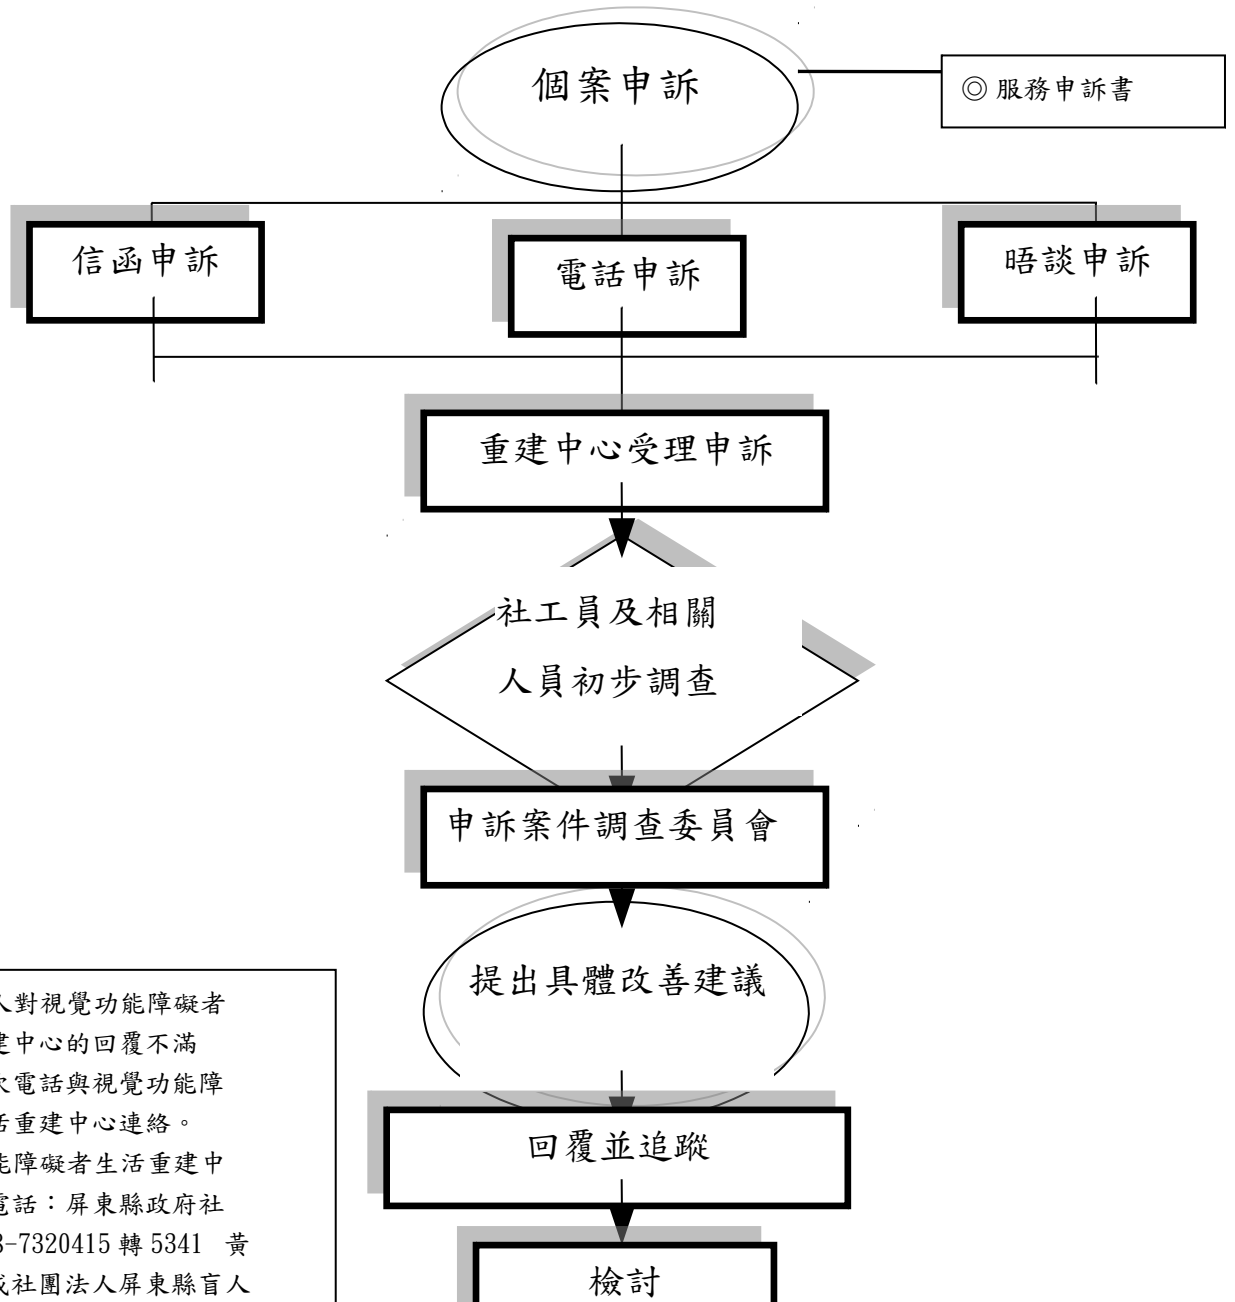 個案申訴
◎ 服務申訴書
信函申訴
電話申訴
晤談申訴
重建中心受理申訴
社工員及相關
人員初步調查
申訴案件調查委員會
提出具體改善建議
人對視覺功能障礙者
建中心的回覆不滿
次電話與視覺功能障
活重建中心連絡。
能障礙者生活重建中
電話：屏東縣政府社
8-7320415 轉 5341 黃
或社團法人屏東縣盲人
回覆並追蹤
檢討